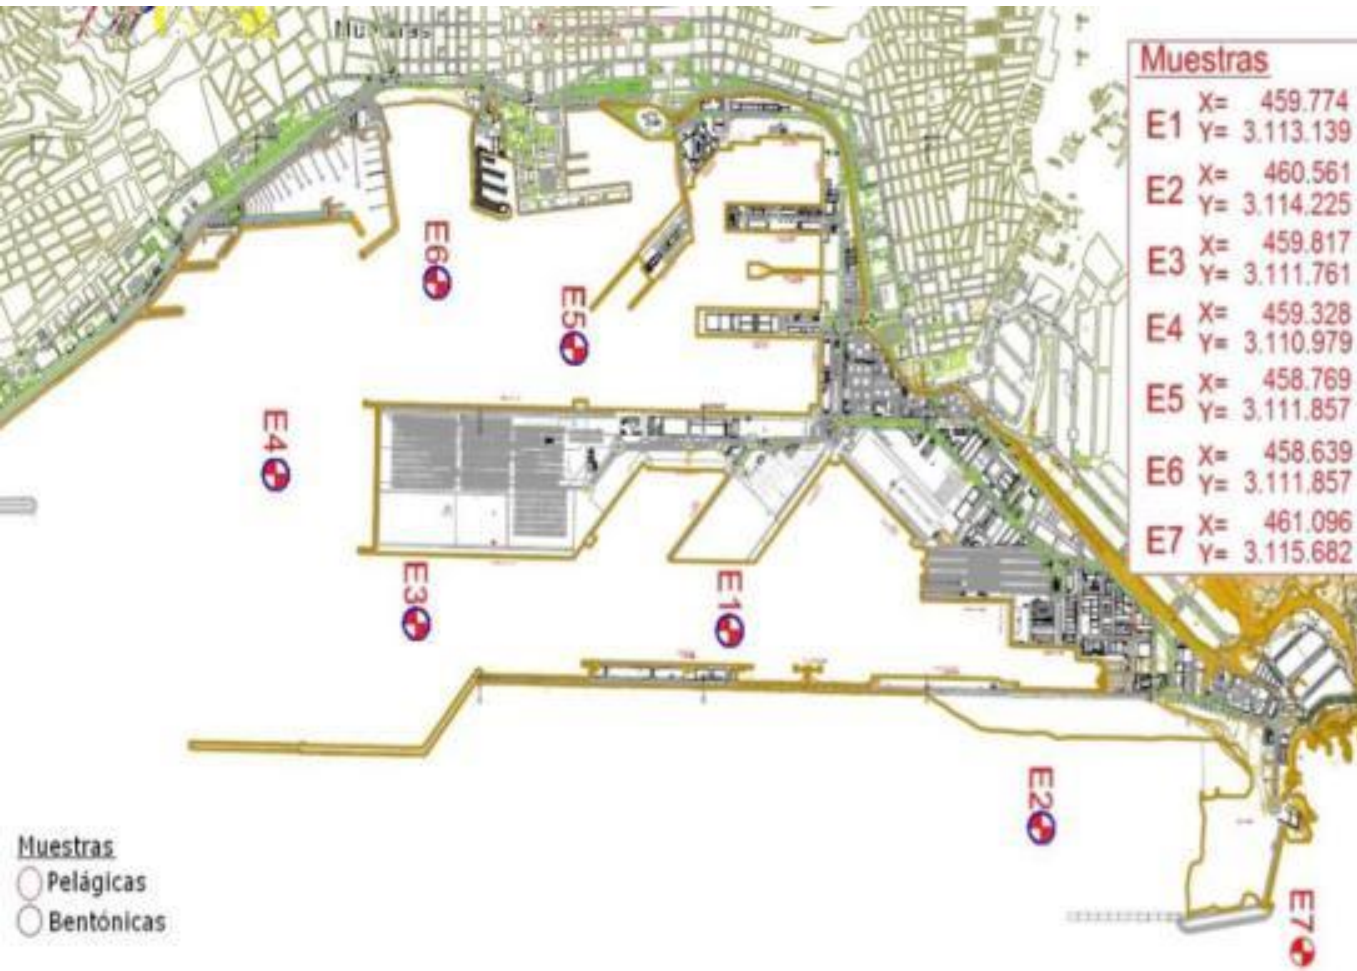 Muestras
E1 X= 459.774
Y= 3.113.139
E2 X= 460.561
Y= 3.114.225
E3 X= 459.817
Y= 3.111.761
E4 X= 459.328
Y= 3.110.979
E5 X= 458.769
Y= 3.111.857
E6 X= 458.639
Y= 3.111.857
E7 X= 461.096
Y= 3.115.682
E6
E5
E4
E3
E1
E2
E7
Muestras
Pelágicas
Bentónicas